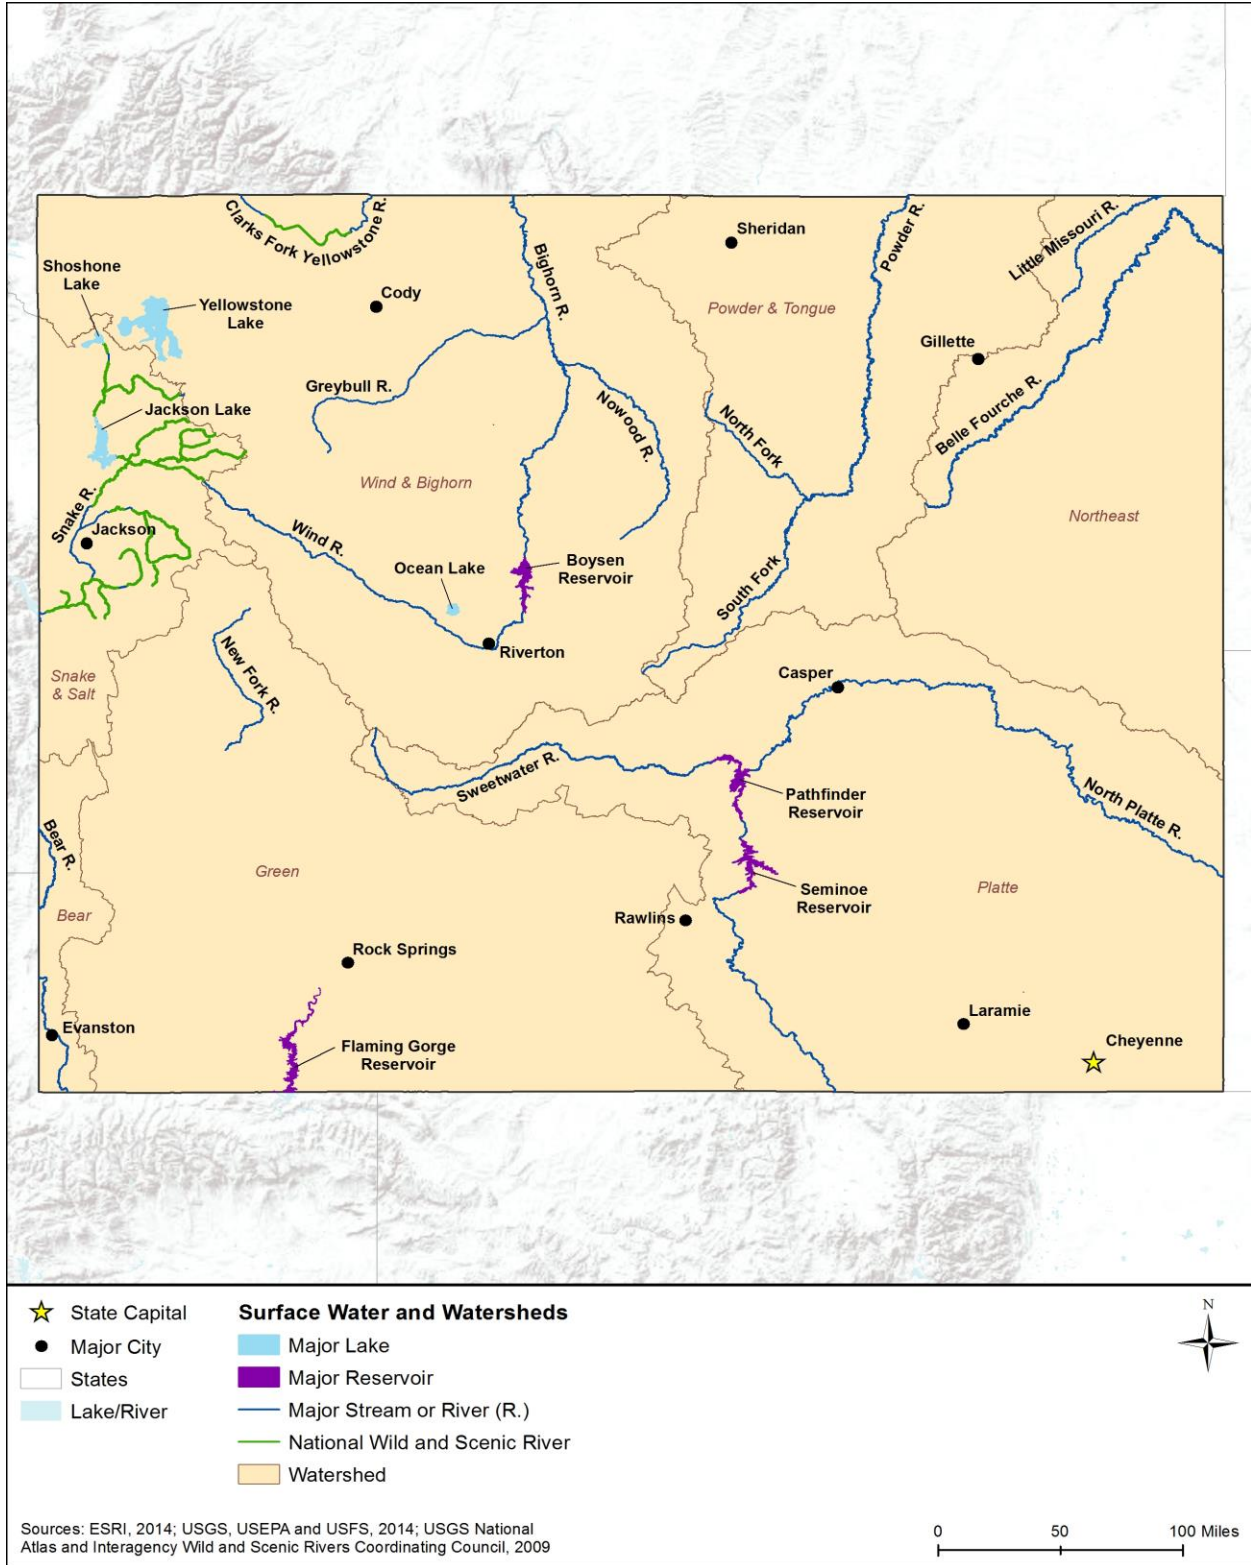 Clarks Fork Yellowstone R.
Bighorn R.
Sheridan
Powder R.
Little Missouri R.
Shoshone
Lake
Yellowstone
Lake
Cody
Powder & Tongue
Gillette
Greybull R.
Nowood R.
North Fork
Belle Fourche R.
Jackson Lake
Wind & Bighorn
Northeast
Snake R.
Jackson
Wind R.
Ocean Lake
Boysen
Reservoir
South Fork
Riverton
New Fork R.
Snake
& Salt
Casper
Sweetwater R.
Pathfinder
Reservoir
North Platte R.
Bear R.
Green
Seminoe
Reservoir
Platte
Bear
Rawlins
Rock Springs
Evanston
Flaming Gorge
Reservoir
Laramie
Cheyenne
State Capital
Major City
States
Lake/River
Surface Water and Watersheds
Major Lake
Major Reservoir
Major Stream or River (R.)
National Wild and Scenic River
Watershed
N
Sources: ESRI, 2014; USGS, USEPA and USFS, 2014; USGS National
Atlas and Interagency Wild and Scenic Rivers Coordinating Council, 2009
0 50 100 Miles